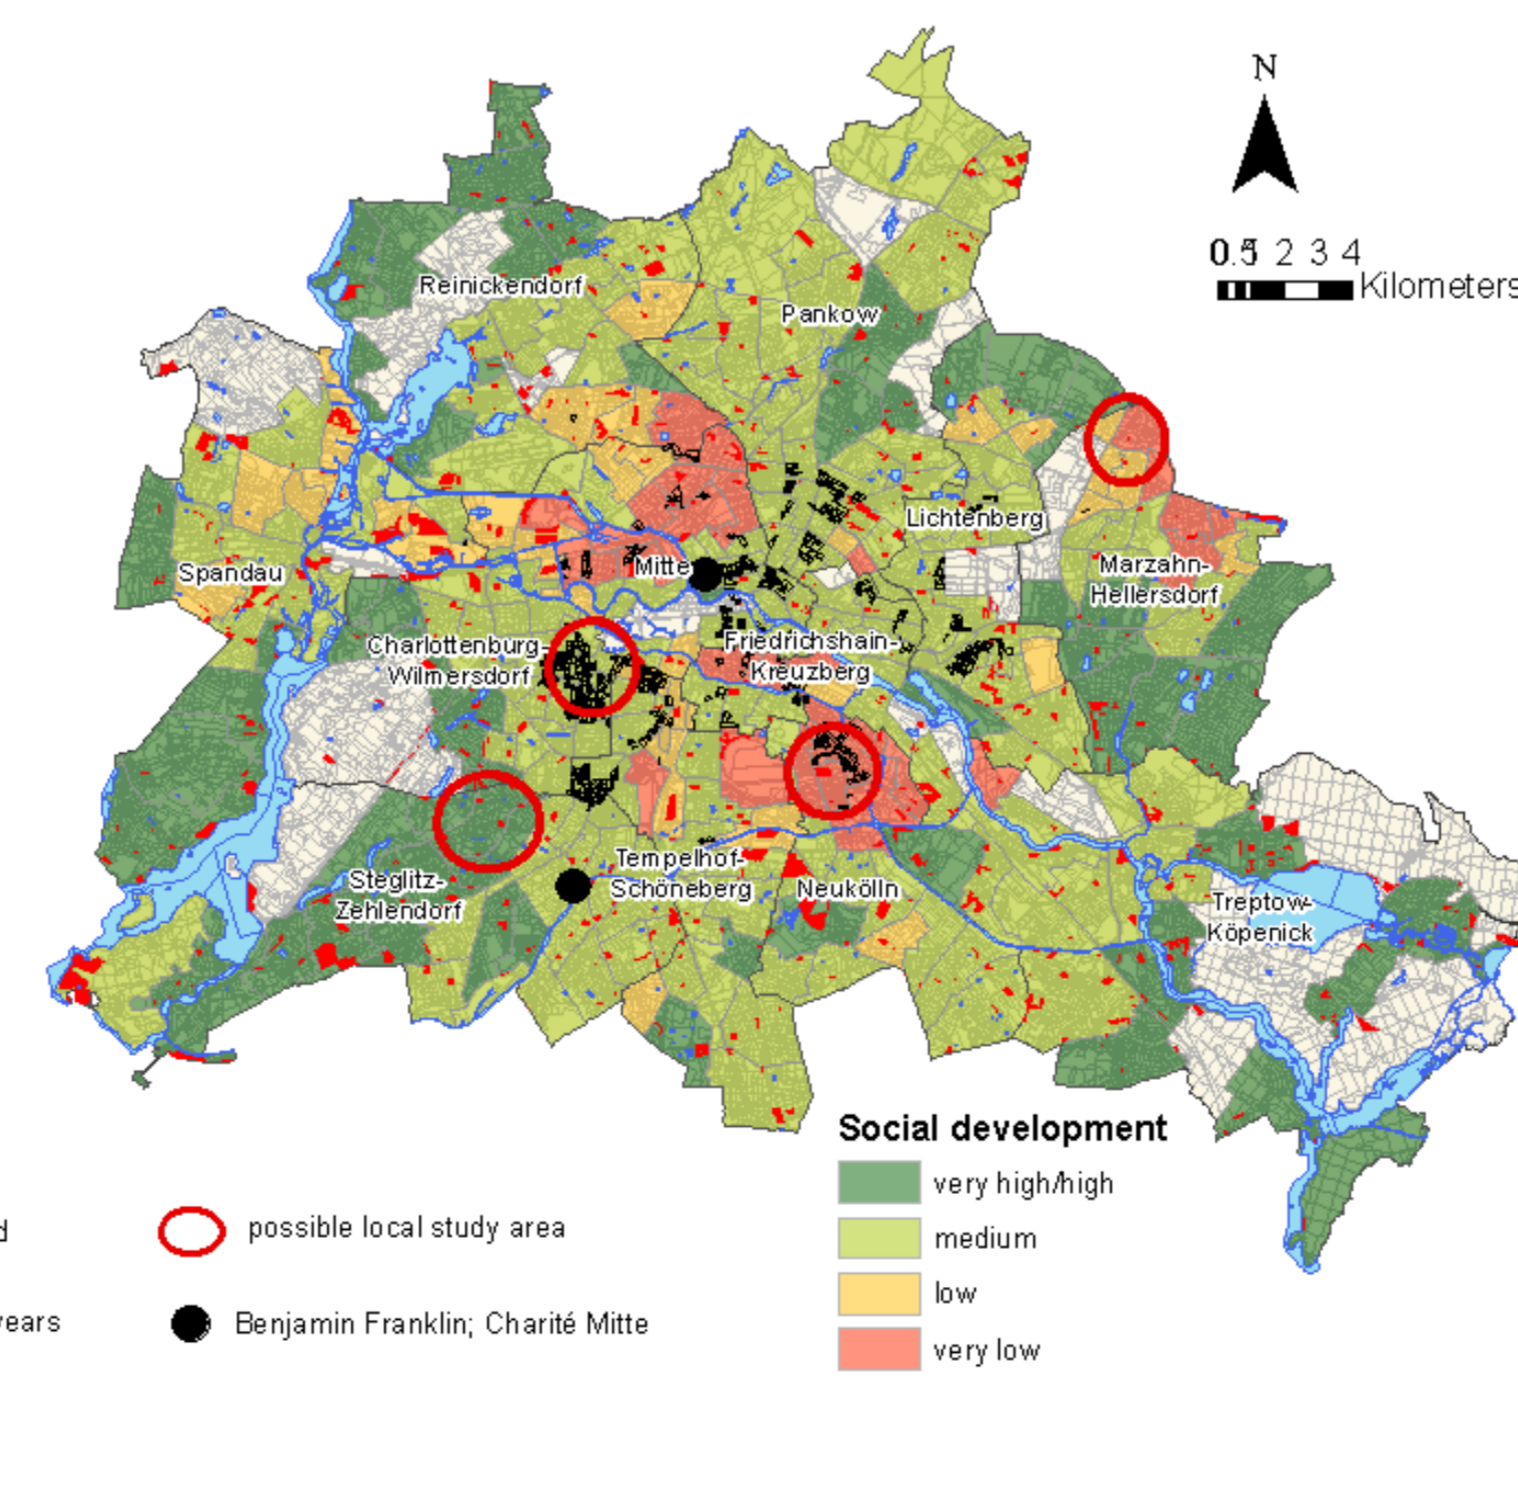 N
0.5 1 2 3 4
Kilometers
Reinickendorf
Pankow
Lichtenberg
Mitte
Marzahn-
Hellersdorf
Spandau
Charlottenburg-
Wilmersdorf
Friedrichshain-
Kreuzberg
Tempelhof-
Schöneberg
Neukölln
Steglitz-
Zehlendorf
Treptow-
Köpenick
Social development
very high/high
medium
low
very low
d
possible local study area
years
Benjamin Franklin; Charité Mitte